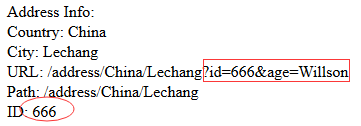 Address Info:
Country: China
City: Lechang
URL: /address/China/Lechang?id=666&age=Willson
Path: /address/China/Lechang
ID: 666